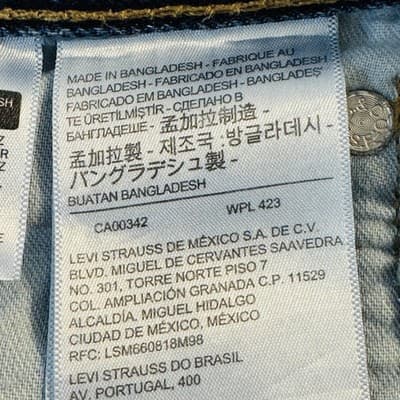 MADE IN BANGLADESH - FABRIQUE AU
BANGLADESH - FABRICADO EN BANGLADESH -
FABRICADO EM BANGLADESH - BANGLADEŞ'
TE ÜRETİLMİŞTİR - СДЕЛАНО В
БАНГЛАДЕШЕ - 孟加拉制造 -
孟加拉製 - 제조국 :방글라데시 -
バングラデシュ製 -
BUATAN BANGLADESH
CA00342 WPL 423
LEVI STRAUSS DE MÉXICO S.A. DE C.V.
BLVD. MIGUEL DE CERVANTES SAAVEDRA
NO. 301, TORRE NORTE PISO 7
COL. AMPLIACIÓN GRANADA C.P. 11529
ALCALDÍA. MIGUEL HIDALGO
CIUDAD DE MÉXICO, MÉXICO
RFC: LSM660818M98
LEVI STRAUSS DO BRASIL
AV. PORTUGAL, 400